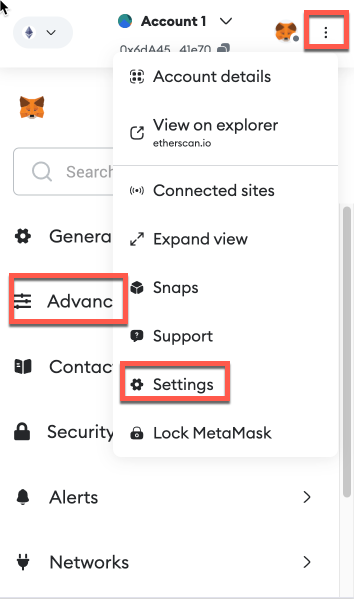 Account 1
0x6dA45 41e70
Account details
View on explorer
etherscan.io
Search
Connected sites
Genera
Expand view
Snaps
Advanc
Support
Contac
Settings
Security
Lock MetaMask
Alerts
Networks